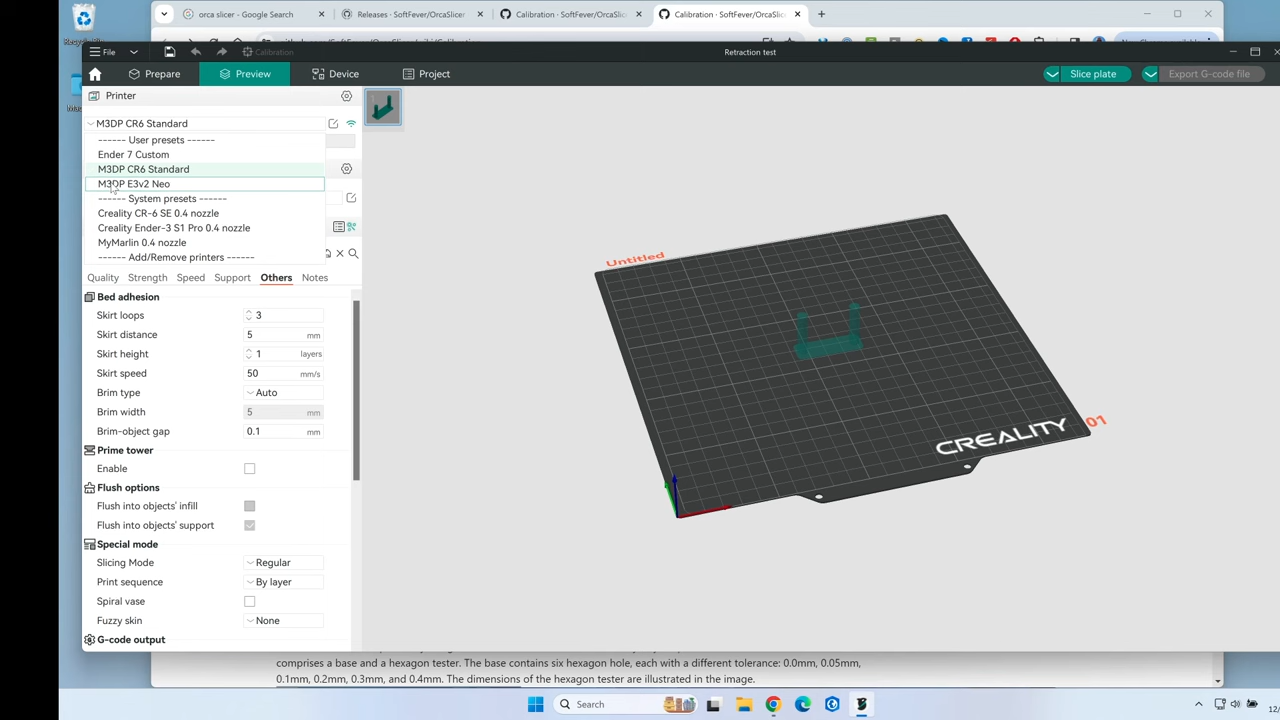 orca slicer - Google Search
Releases · SoftFever/OrcaSlicer
Calibration · SoftFever/OrcaSlic
Calibration · SoftFever/OrcaSlic
File
Calibration
Retraction test
Prepare
Preview
Device
Project
Slice plate
Export G-code file
Printer
M3DP CR6 Standard
------ User presets ------
Ender 7 Custom
M3DP CR6 Standard
M3DP E3v2 Neo
------ System presets ------
Creality CR-6 SE 0.4 nozzle
Creality Ender-3 S1 Pro 0.4 nozzle
MyMarlin 0.4 nozzle
------ Add/Remove printers ------
Quality
Strength
Speed
Support
Others
Notes
Bed adhesion
Skirt loops
3
Skirt distance
5
mm
Skirt height
1
layers
Skirt speed
50
mm/s
Brim type
Auto
Brim width
5
mm
Brim-object gap
0.1
mm
Prime tower
Enable
Flush options
Flush into objects' infill
Flush into objects' support
Special mode
Slicing Mode
Regular
Print sequence
By layer
Spiral vase
Fuzzy skin
None
G-code output
Untitled
CREALITY
01
comprises a base and a hexagon tester. The base contains six hexagon hole, each with a different tolerance: 0.0mm, 0.05mm,
0.1mm, 0.2mm, 0.3mm, and 0.4mm. The dimensions of the hexagon tester are illustrated in the image.
Search
12/